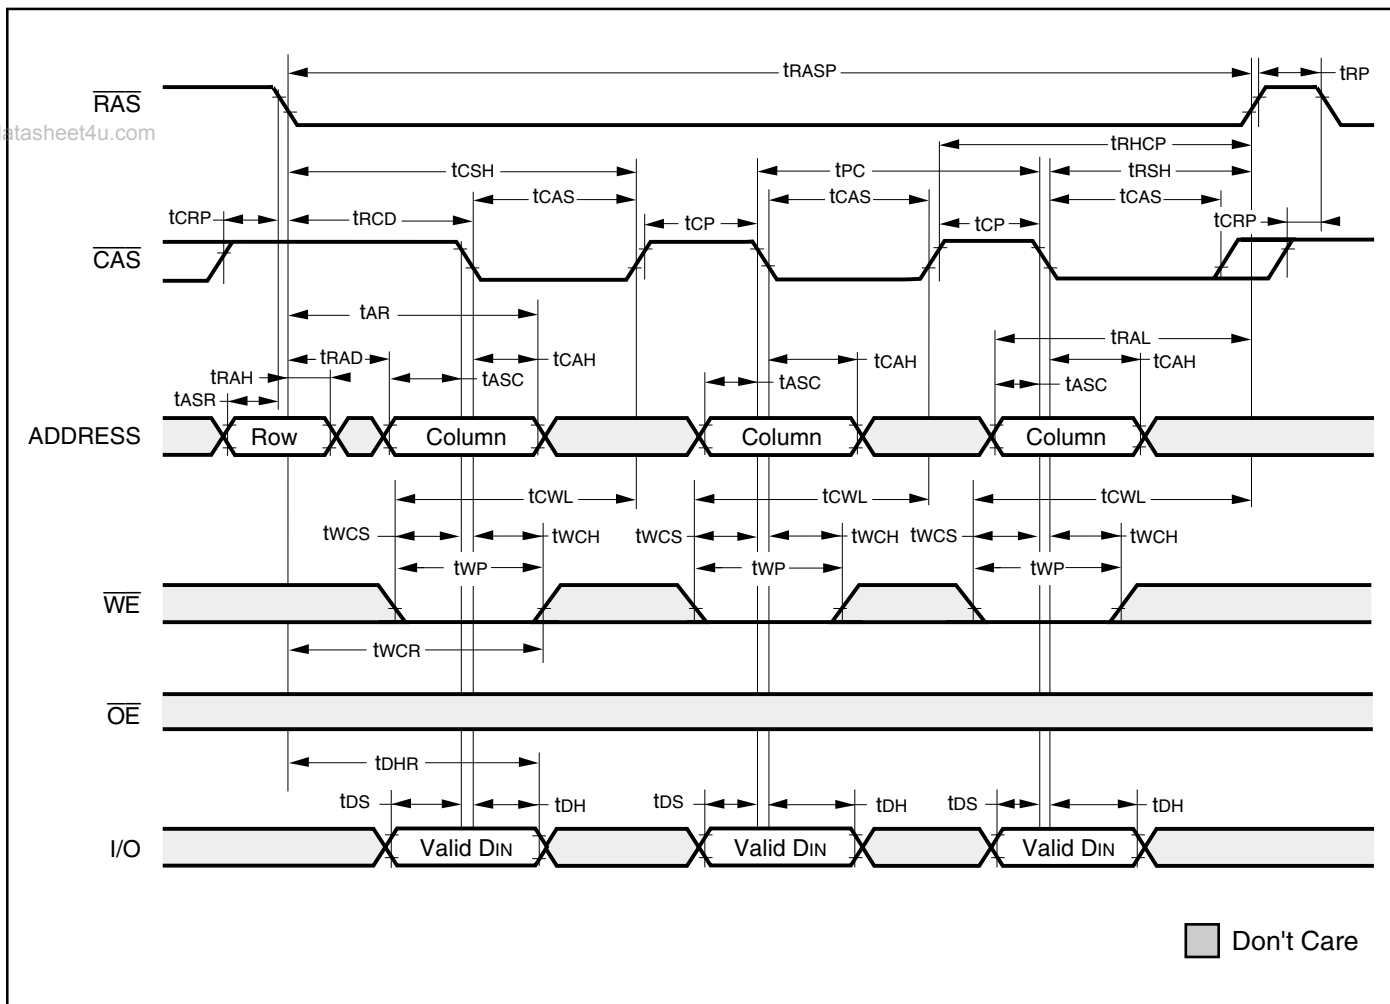 tRASP tRP
RAS
atasheet4u.com
tRHCP
tCSH tPC tRSH
tCAS tCAS tCAS
tCRP tRCD tCP tCP tCRP
CAS
tAR
tRAL
tRAD tCAH tCAH tCAH
tRAH tASC tASC tASC
tASR
ADDRESS Row Column Column Column
tCWL tCWL tCWL
tWCS tWCH tWCS tWCH tWCS tWCH
tWP tWP tWP
WE
tWCR
OE
tDHR
tDS tDH tDS tDH tDS tDH
I/O Valid DIN Valid DIN Valid DIN
Don't Care